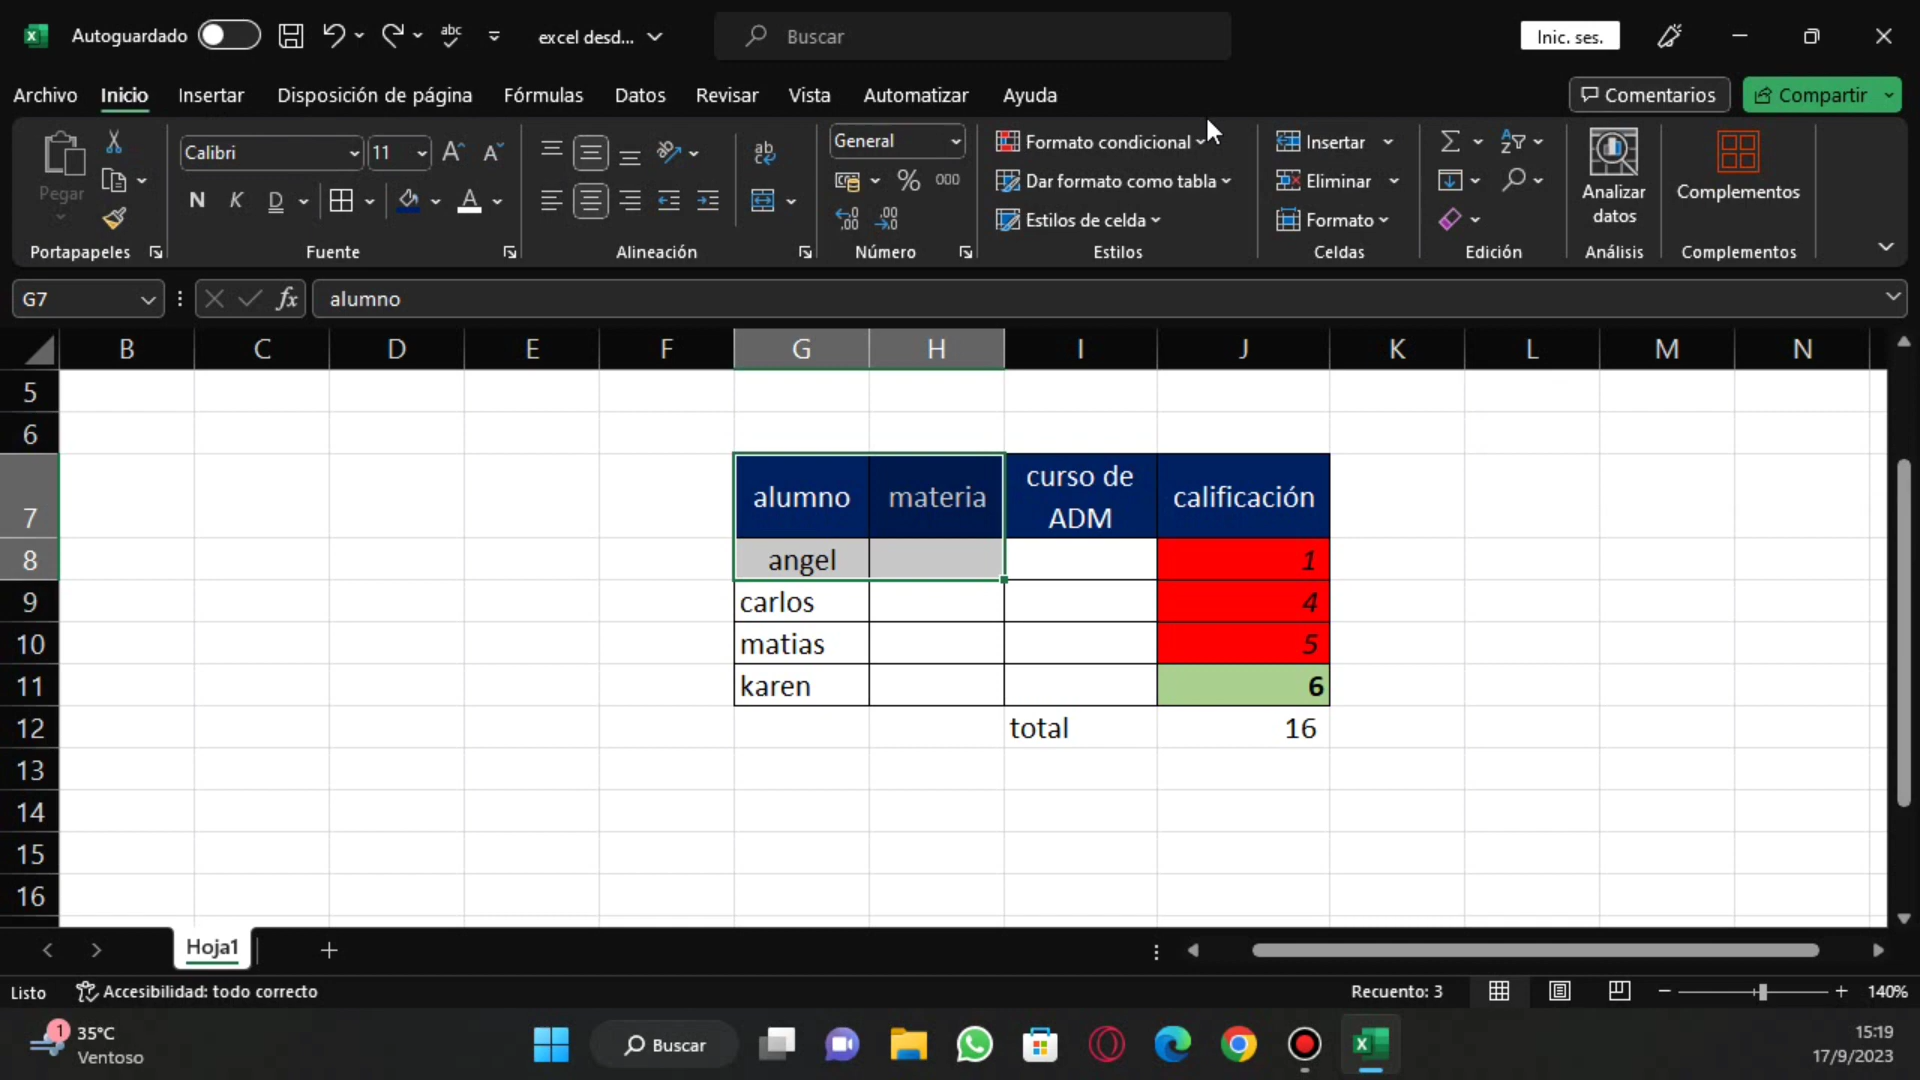 Autoguardado
abc
excel desd...
Buscar
Inic. ses.
Archivo Inicio Insertar Disposición de página Fórmulas Datos Revisar Vista Automatizar Ayuda
Comentarios
Compartir
Pegar
Portapapeles
Calibri
11
N K D
Fuente
ab
Alineación
General
% 000
Número
Formato condicional
Dar formato como tabla
Estilos de celda
Estilos
Insertar
Eliminar
Formato
Celdas
Edición
Analizar
datos
Análisis
Complementos
Complementos
G7
fx
alumno
B C D E F G H I J K L M N
5
6
7 alumno materia curso de ADM calificación
8 angel 1
9 carlos 4
10 matias 5
11 karen 6
12 total 16
13
14
15
16
Hoja1
Listo
Accesibilidad: todo correcto
Recuento: 3
140%
1
35°C
Ventoso
Buscar
15:19
17/9/2023